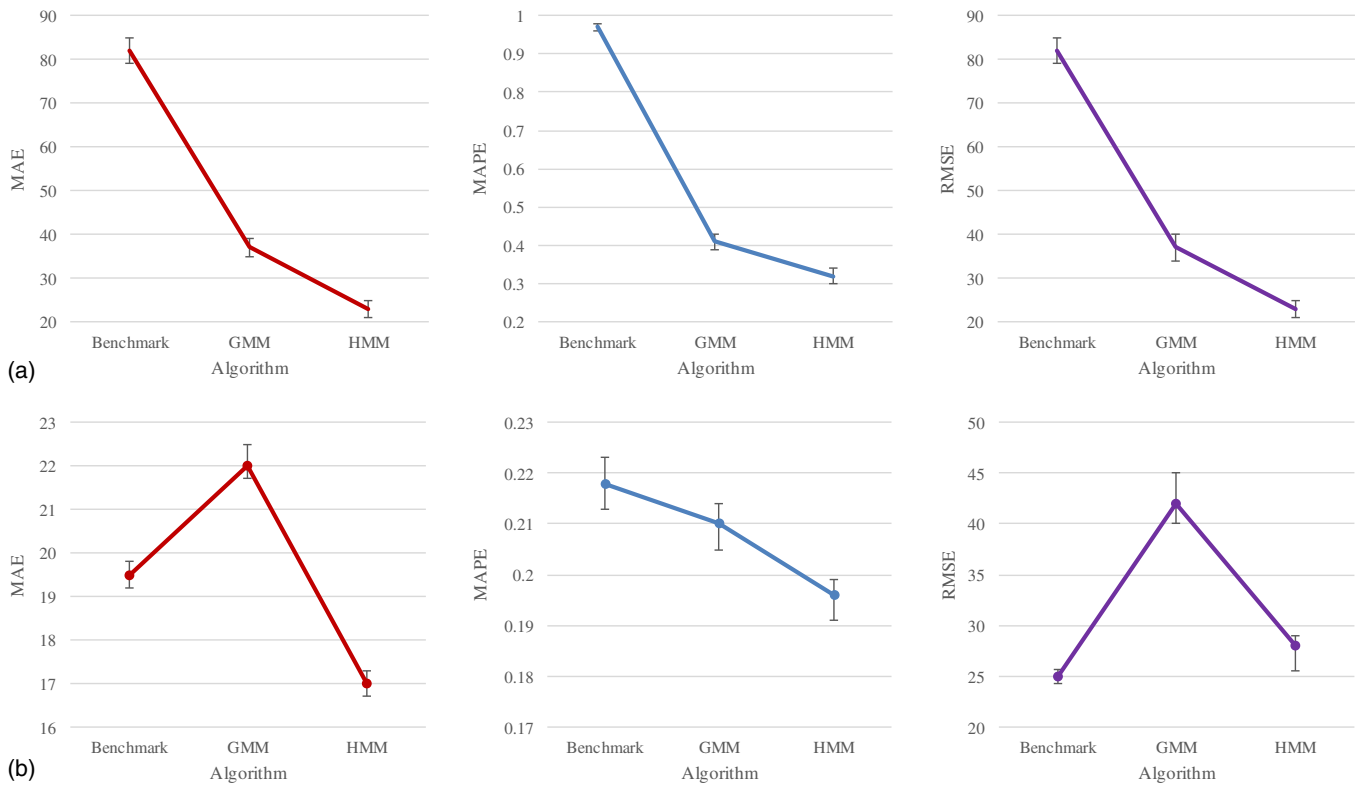 90
80
70
60
50
40
30
20
MAE
Benchmark GMM HMM
Algorithm
1
0.9
0.8
0.7
0.6
0.5
0.4
0.3
0.2
MAPE
Benchmark GMM HMM
Algorithm
90
80
70
60
50
40
30
20
RMSE
Benchmark GMM HMM
Algorithm
(a)
23
22
21
20
19
18
17
16
MAE
Benchmark GMM HMM
Algorithm
0.23
0.22
0.21
0.2
0.19
0.18
0.17
MAPE
Benchmark GMM HMM
Algorithm
50
45
40
35
30
25
20
RMSE
Benchmark GMM HMM
Algorithm
(b)